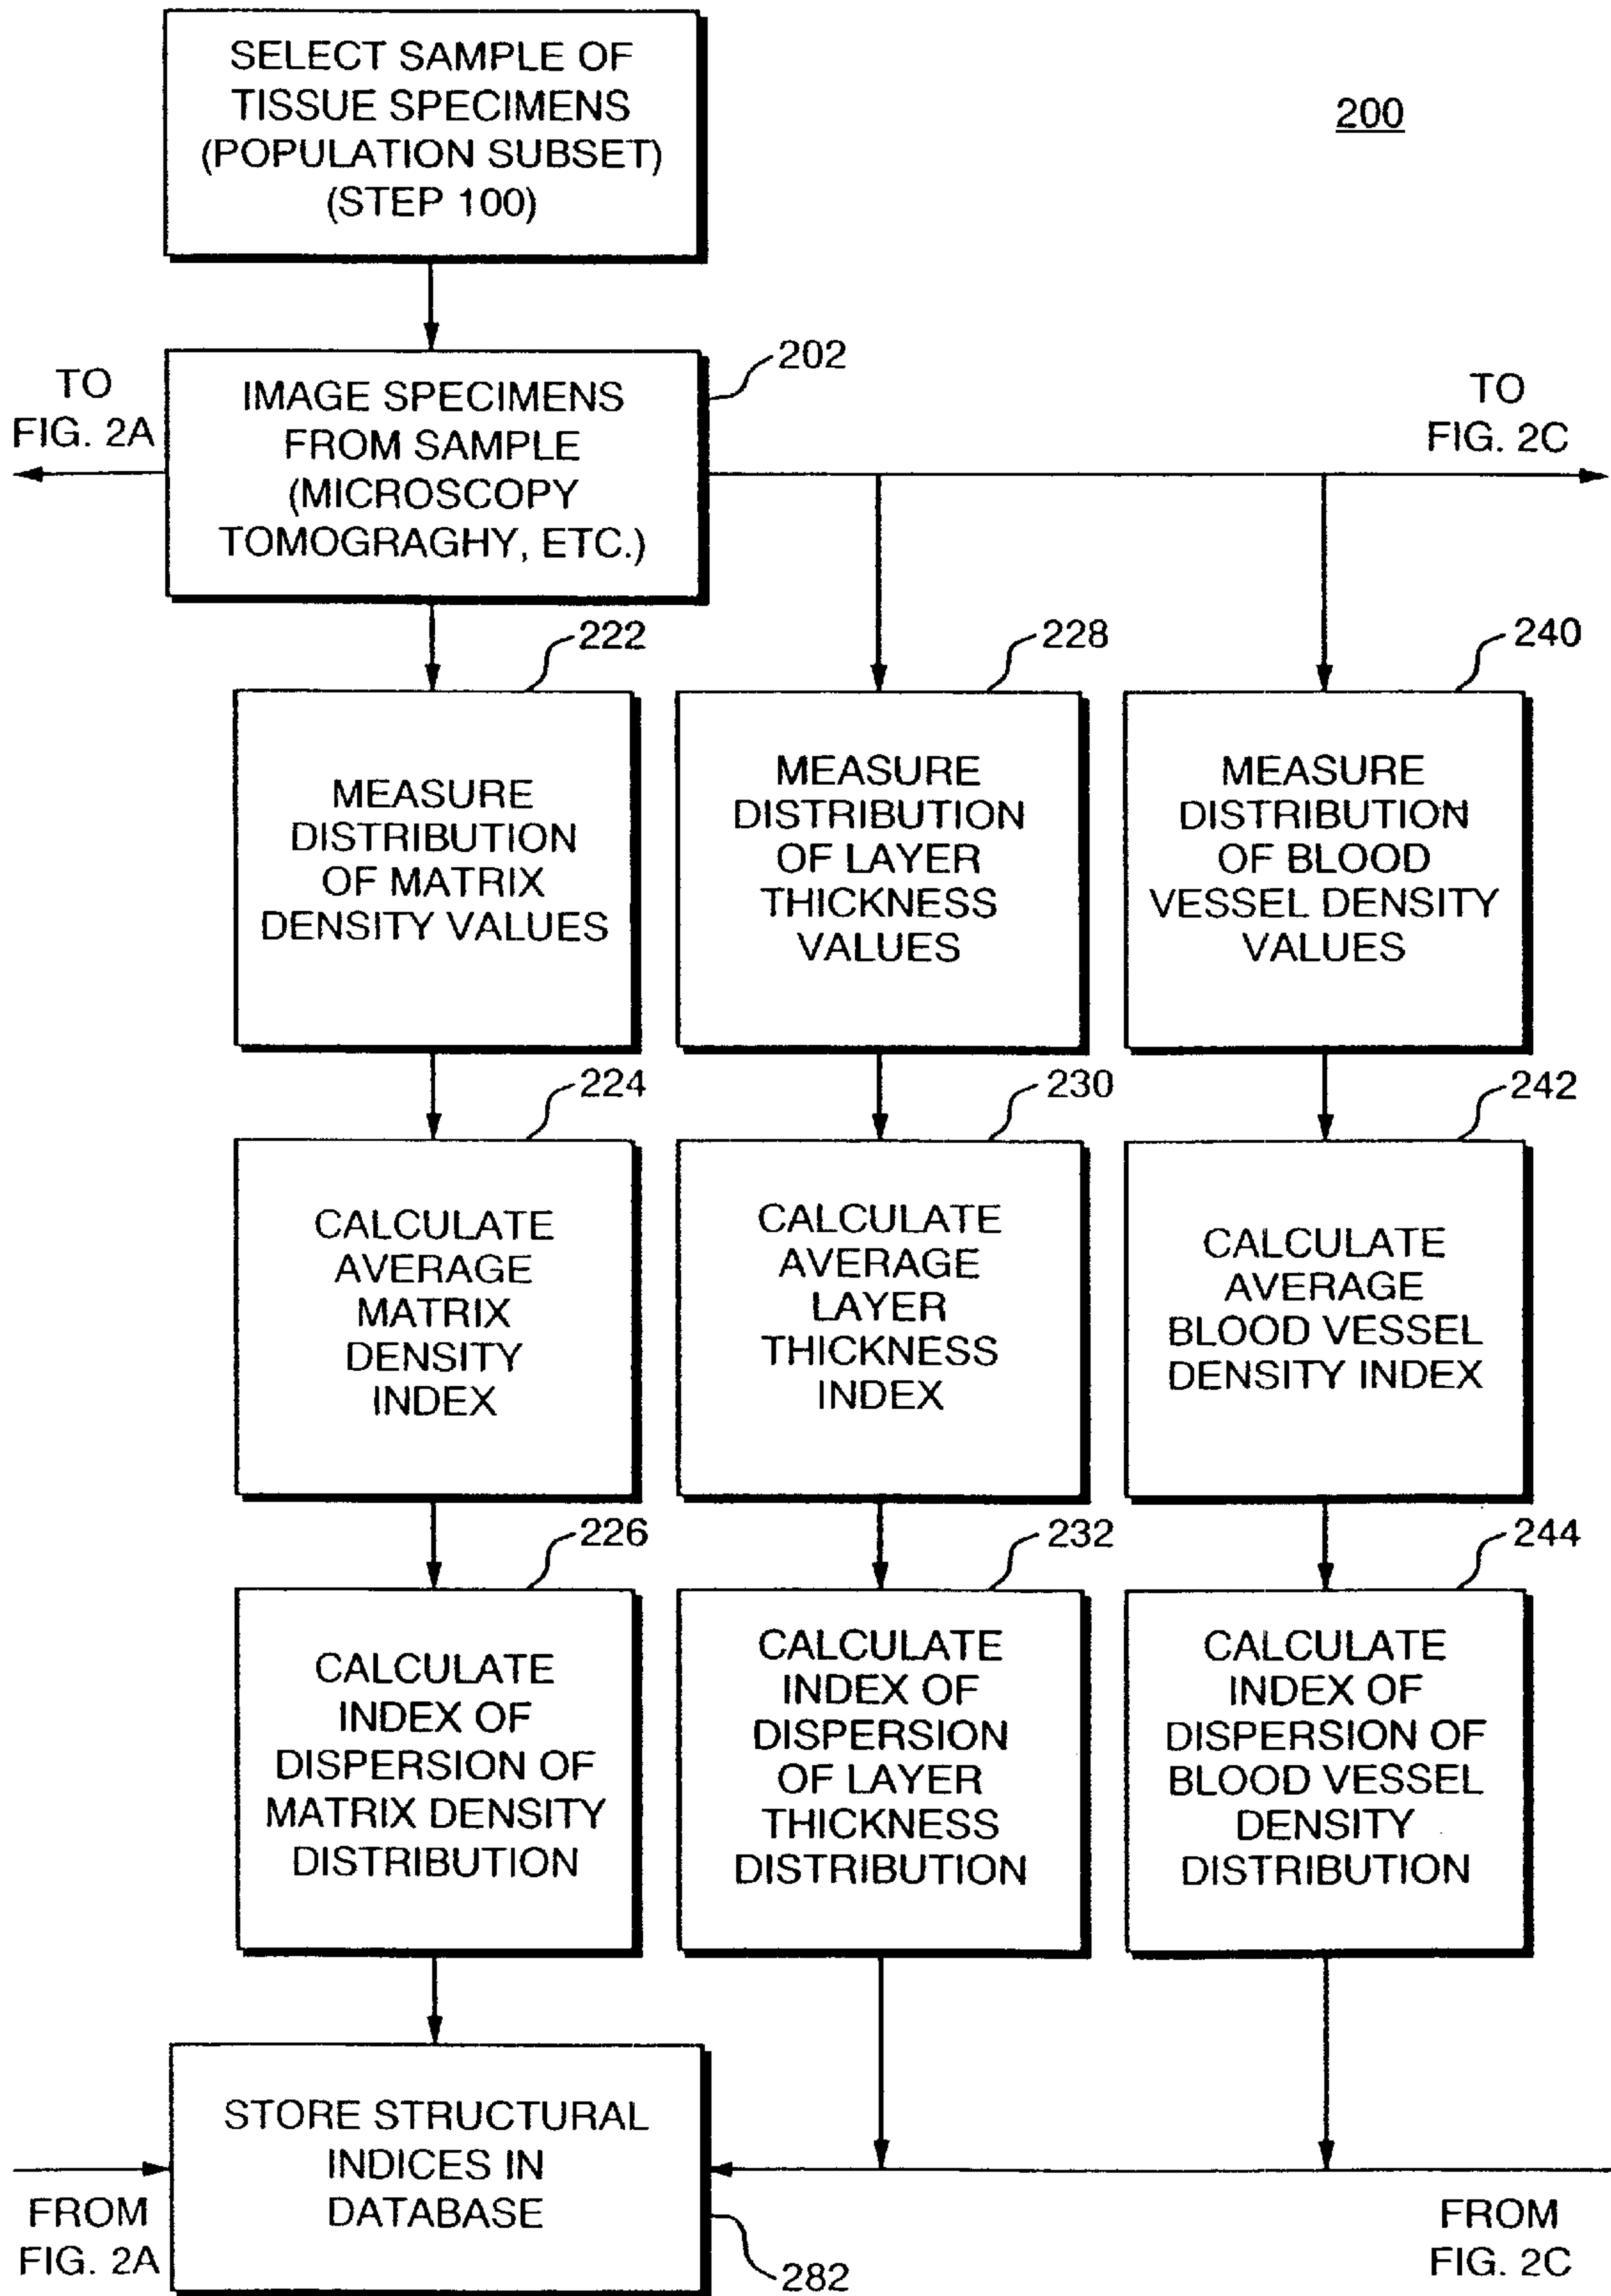 SELECT SAMPLE OF
TISSUE SPECIMENS
(POPULATION SUBSET)
(STEP 100)
200
202
TO
FIG. 2A
IMAGE SPECIMENS
FROM SAMPLE
(MICROSCOPY
TOMOGRAGHY, ETC.)
TO
FIG. 2C
222
228
240
MEASURE
DISTRIBUTION
OF MATRIX
DENSITY VALUES
MEASURE
DISTRIBUTION
OF LAYER
THICKNESS
VALUES
MEASURE
DISTRIBUTION
OF BLOOD
VESSEL DENSITY
VALUES
224
230
242
CALCULATE
AVERAGE
MATRIX
DENSITY
INDEX
CALCULATE
AVERAGE
LAYER
THICKNESS
INDEX
CALCULATE
AVERAGE
BLOOD VESSEL
DENSITY INDEX
226
232
244
CALCULATE
INDEX OF
DISPERSION OF
MATRIX DENSITY
DISTRIBUTION
CALCULATE
INDEX OF
DISPERSION
OF LAYER
THICKNESS
DISTRIBUTION
CALCULATE
INDEX OF
DISPERSION OF
BLOOD VESSEL
DENSITY
DISTRIBUTION
STORE STRUCTURAL
INDICES IN
DATABASE
FROM
FIG. 2A
282
FROM
FIG. 2C